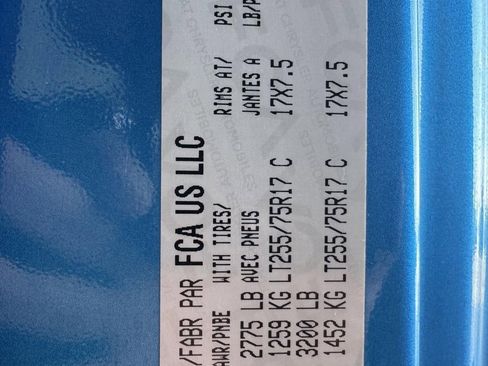 /FABR PAR FCA US LLC
AWR/PNBE WITH TIRES/ RIMS AT/ PSI
2775 LB AVEC PNEUS JANTES A LB/P
1259 KG LT255/75R17 C 17X7.5
3200 LB
1452 KG LT255/75R17 C 17X7.5